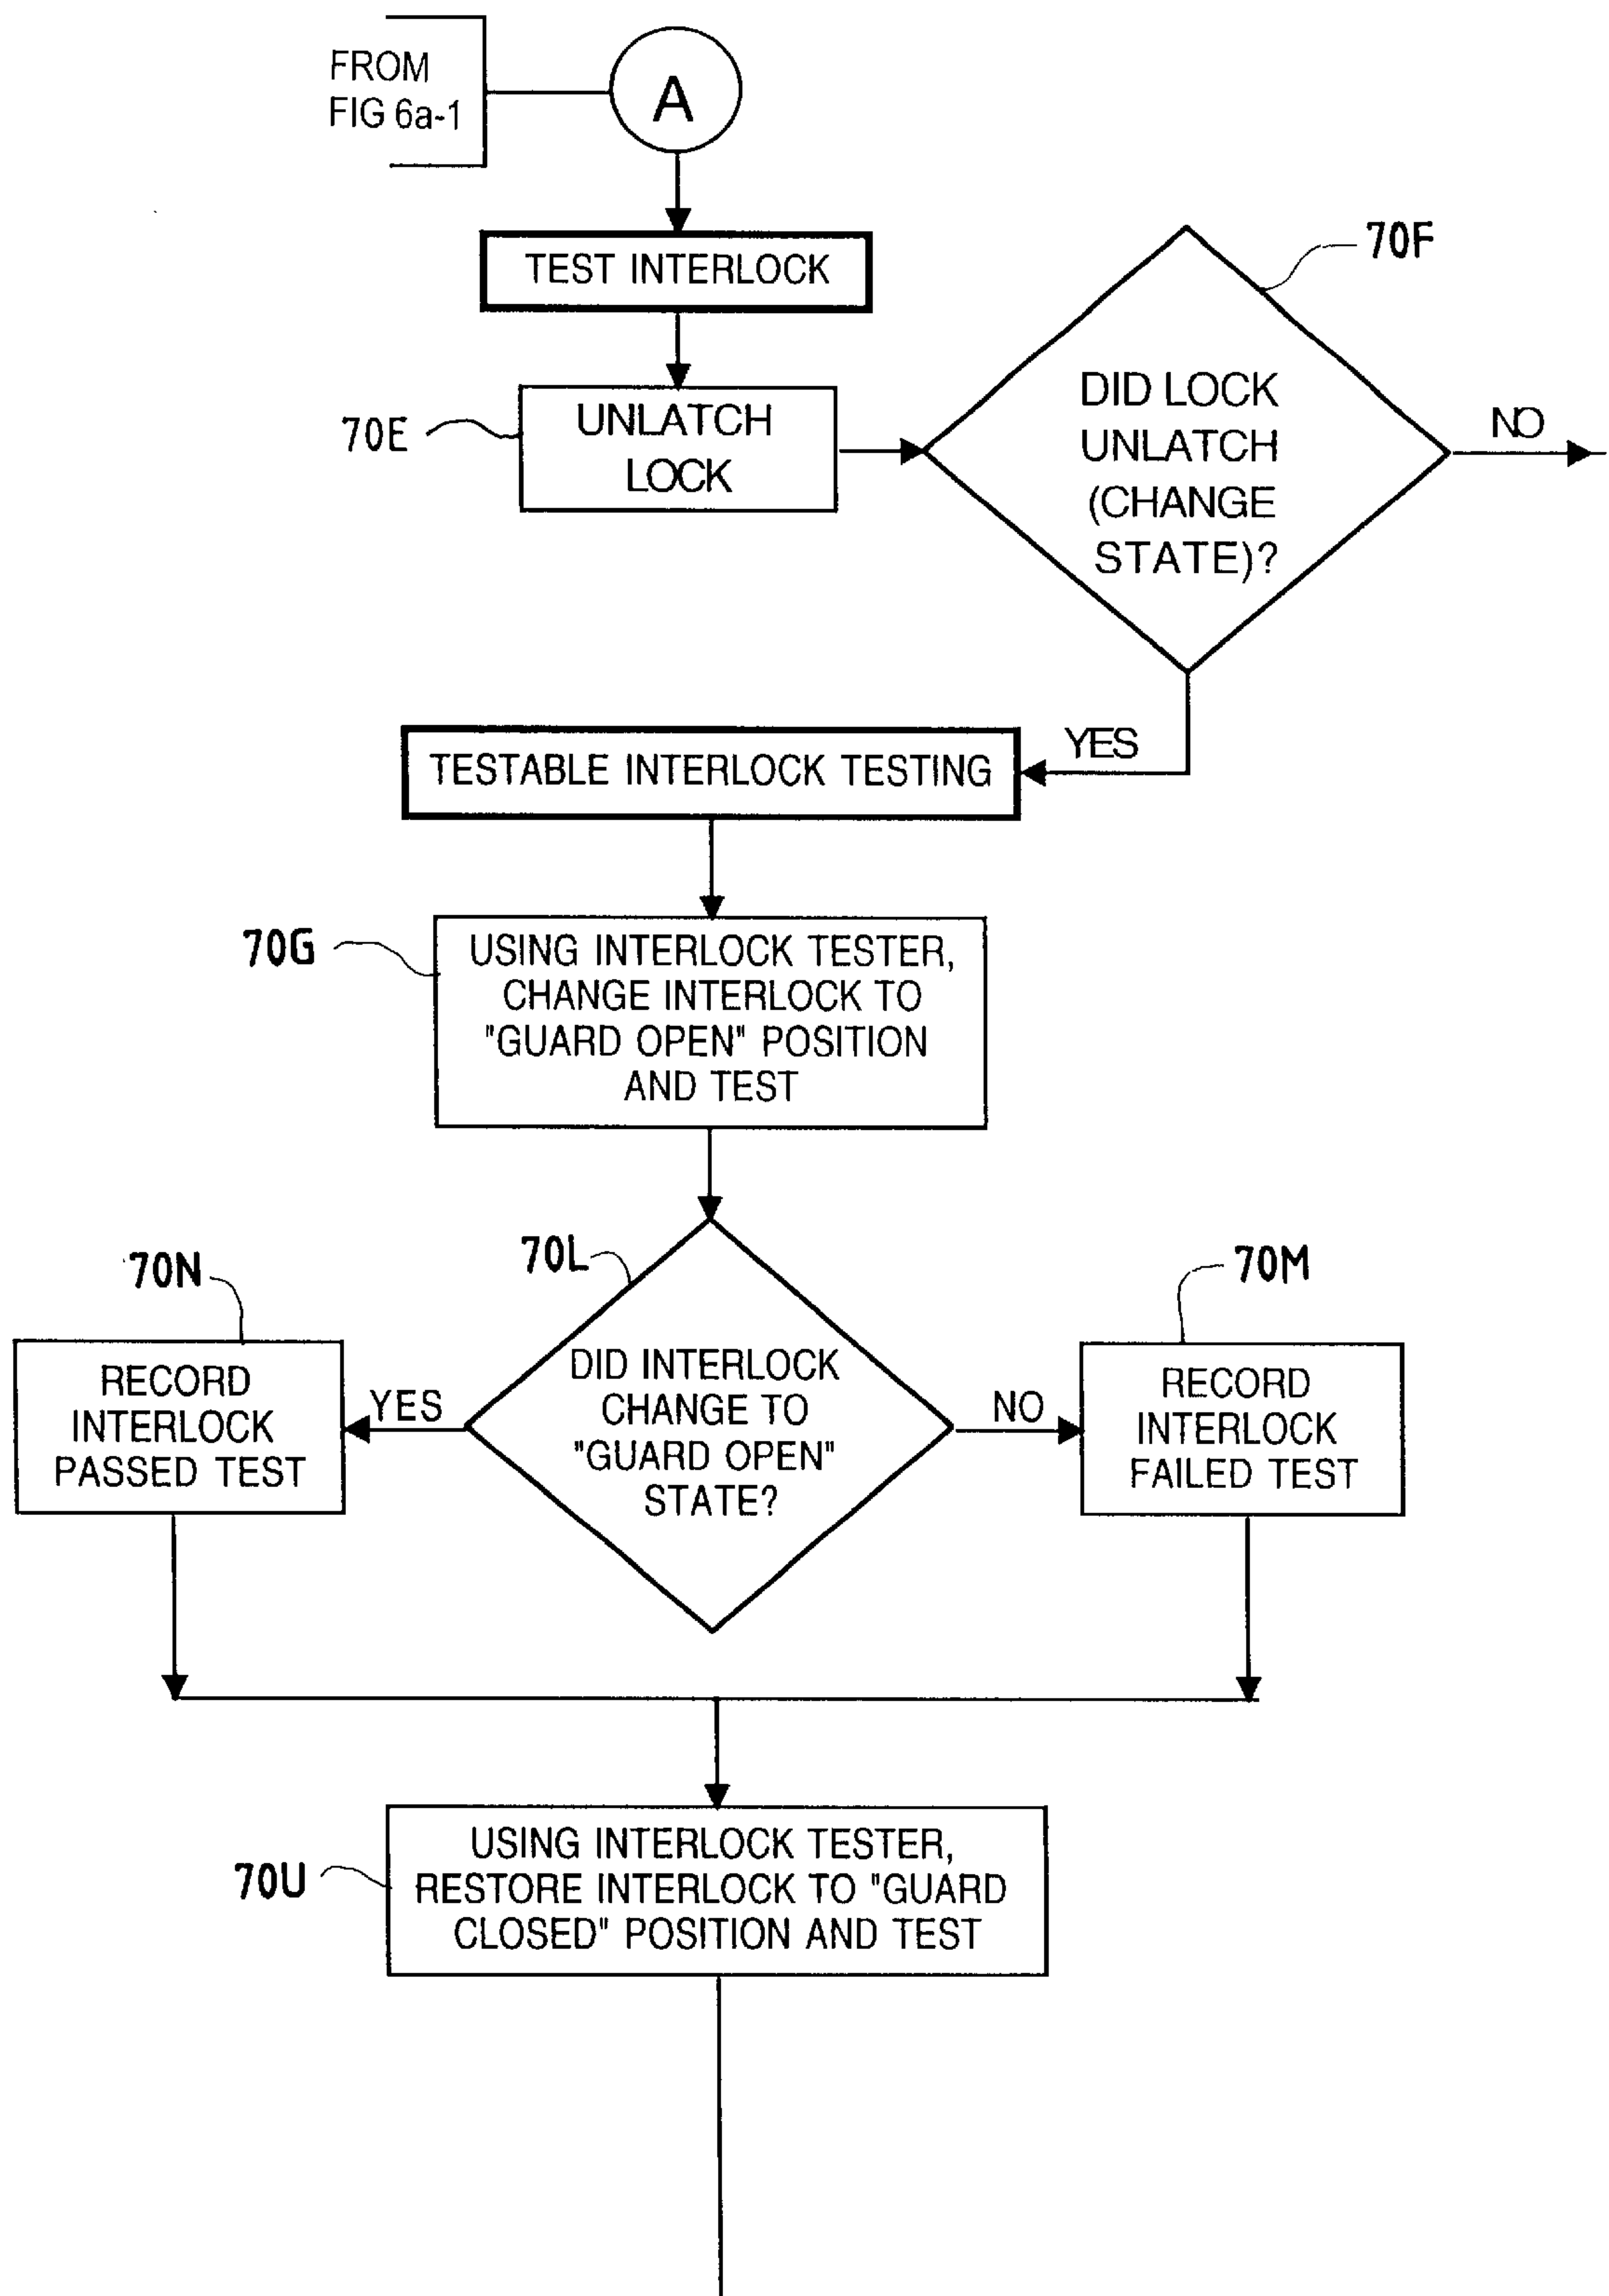 FROM
FIG 6a-1
A
TEST INTERLOCK
70F
70E
UNLATCH
LOCK
DID LOCK
UNLATCH
(CHANGE
STATE)?
NO
YES
TESTABLE INTERLOCK TESTING
70G
USING INTERLOCK TESTER,
CHANGE INTERLOCK TO
"GUARD OPEN" POSITION
AND TEST
70N
70L
70M
RECORD
INTERLOCK
PASSED TEST
YES
DID INTERLOCK
CHANGE TO
"GUARD OPEN"
STATE?
NO
RECORD
INTERLOCK
FAILED TEST
70U
USING INTERLOCK TESTER,
RESTORE INTERLOCK TO "GUARD
CLOSED" POSITION AND TEST